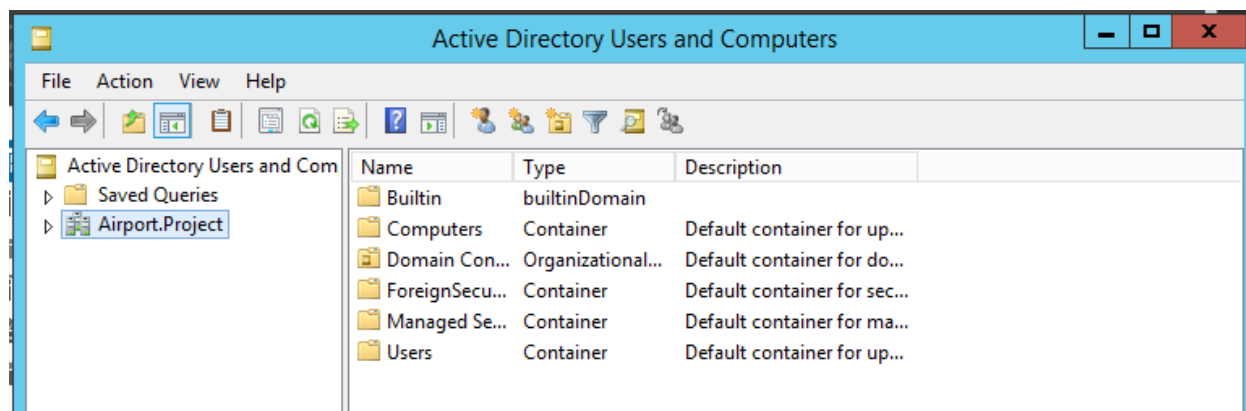 Active Directory Users and Computers
File Action View Help
Active Directory Users and Com
Saved Queries
Airport.Project
Name Type Description
Builtin builtinDomain
Computers Container Default container for up...
Domain Con... Organizational... Default container for do...
ForeignSecu... Container Default container for sec...
Managed Se... Container Default container for ma...
Users Container Default container for up...